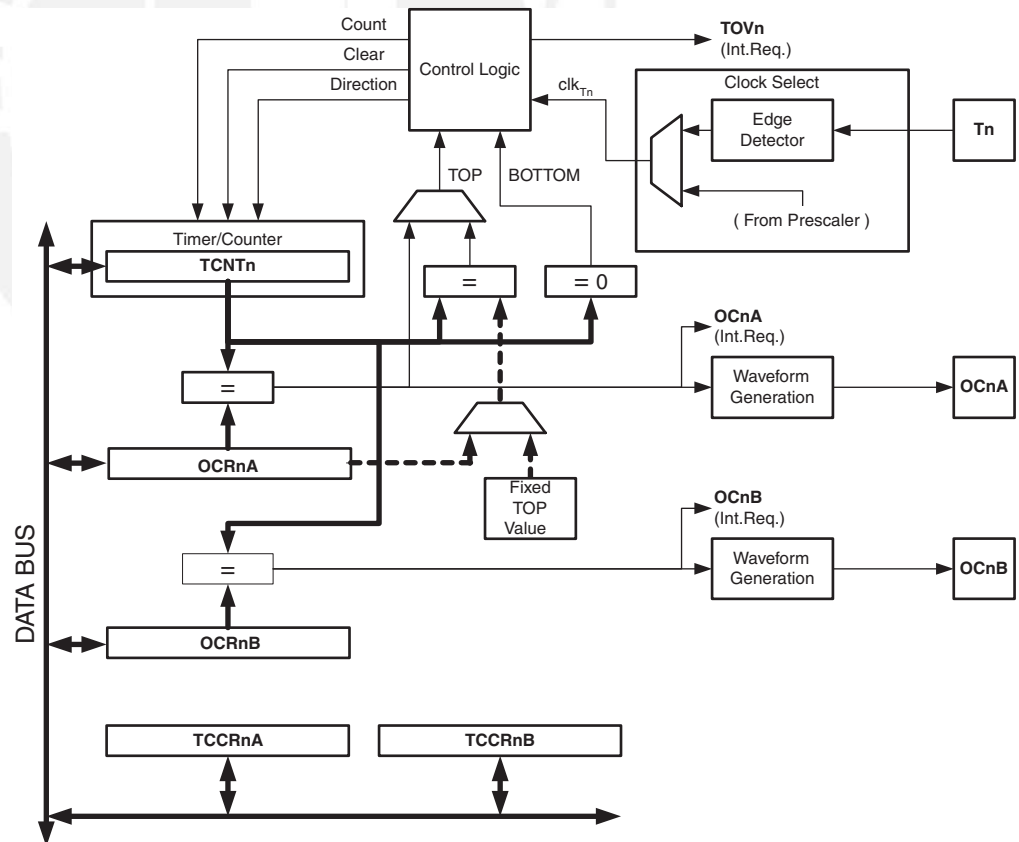 Count
Clear
Direction
Control Logic
TOVn
(Int.Req.)
clkTn
Clock Select
Edge
Detector
Tn
( From Prescaler )
TOP
BOTTOM
Timer/Counter
TCNTn
=
= 0
OCnA
(Int.Req.)
=
Waveform
Generation
OCnA
OCRnA
Fixed
TOP
Value
OCnB
(Int.Req.)
=
Waveform
Generation
OCnB
OCRnB
DATA BUS
TCCRnA
TCCRnB